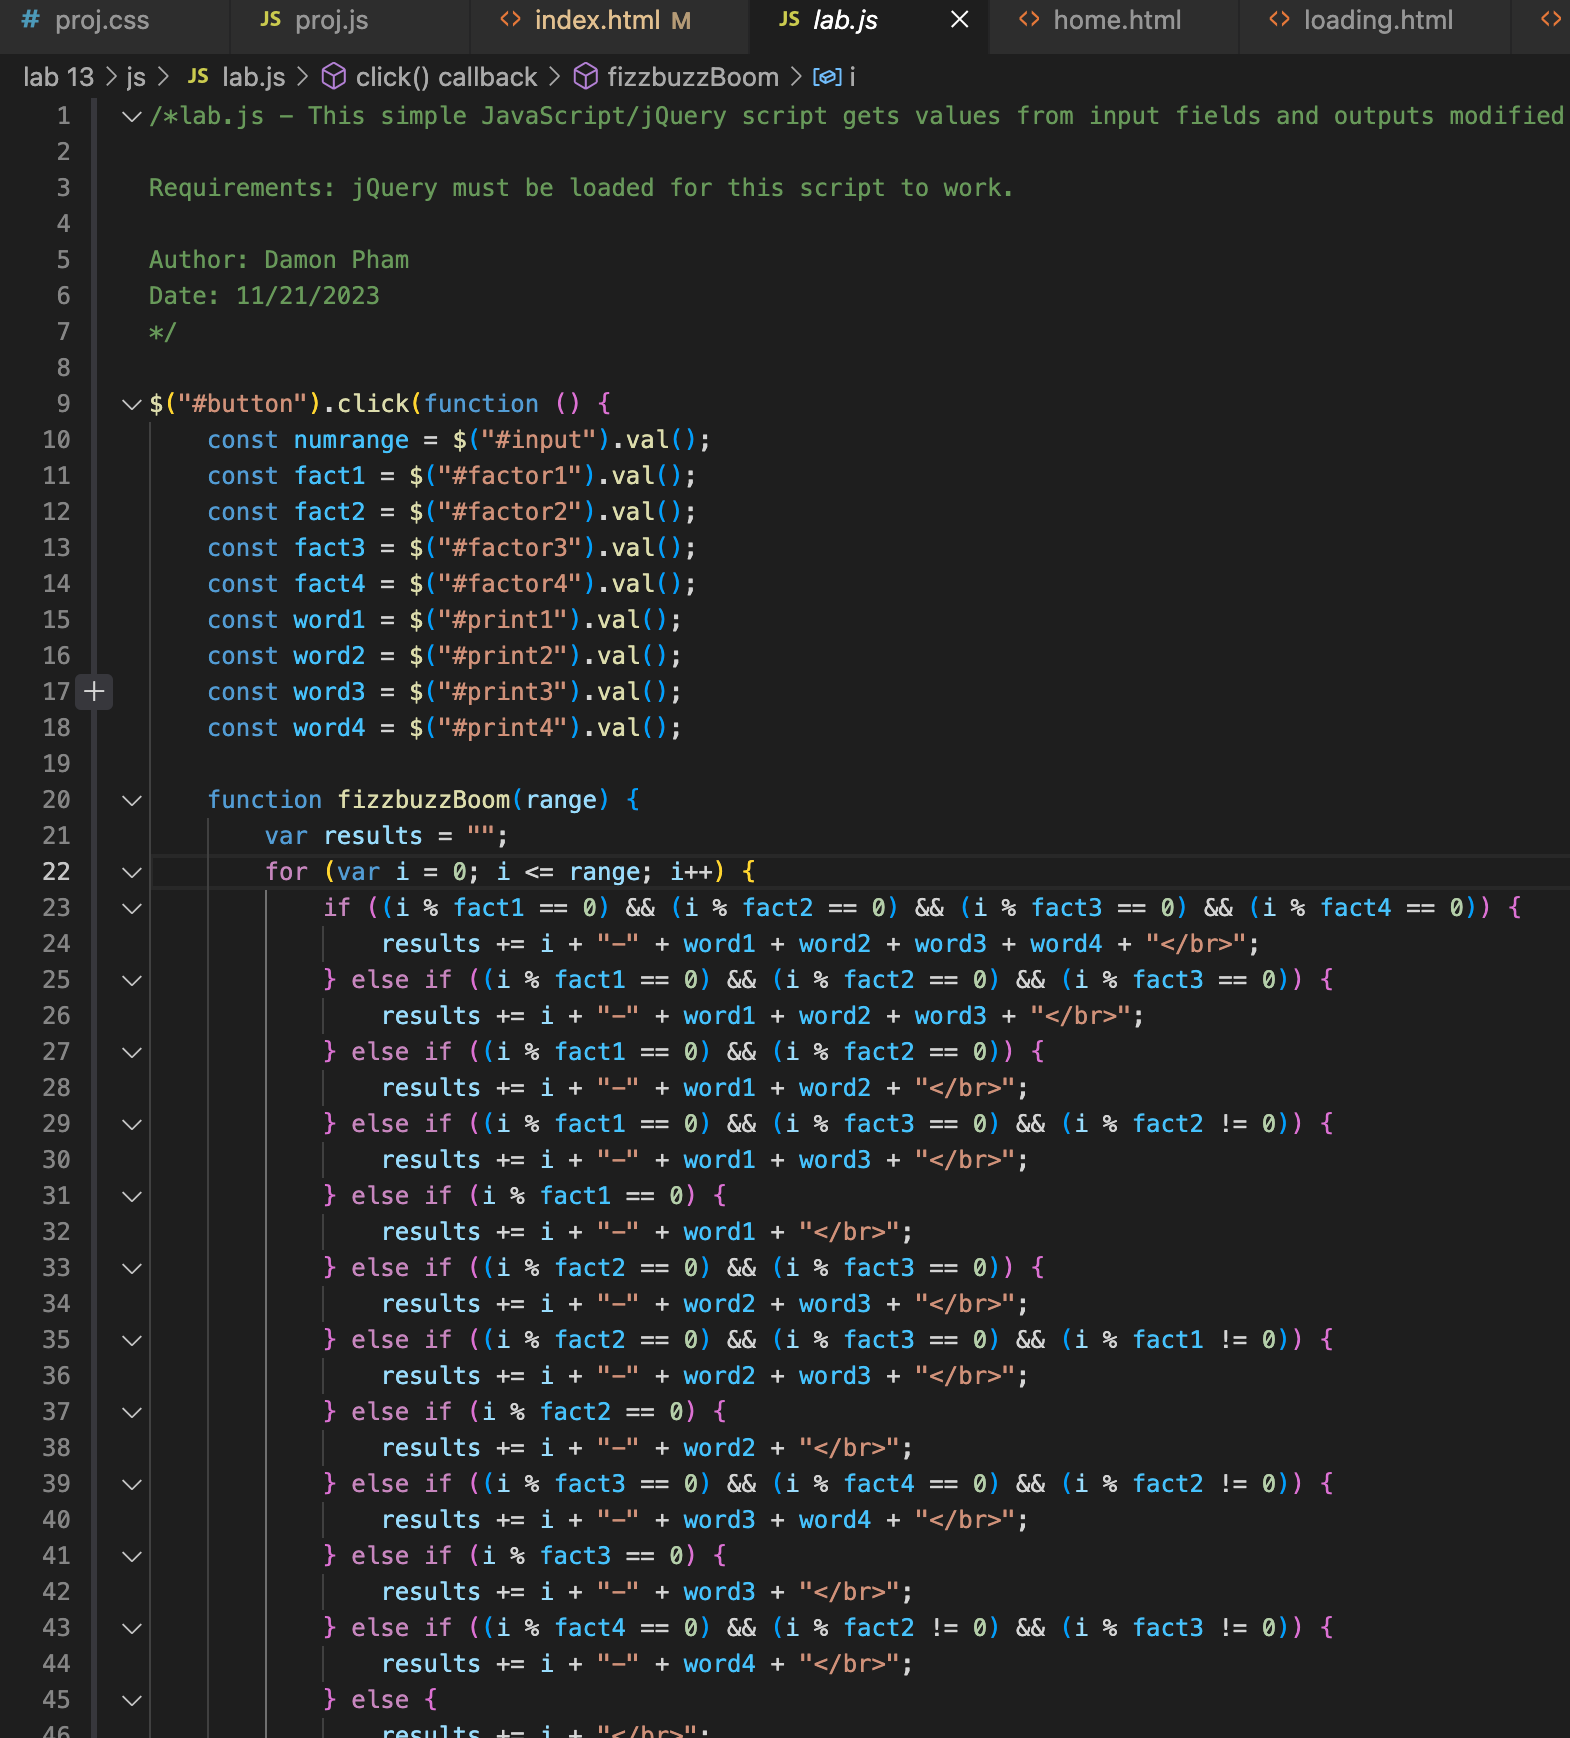 # proj.css JS proj.js <> index.html M JS lab.js × <> home.html <> loading.html <>
lab 13 > js > JS lab.js > click() callback > fizzbuzzBoom > i
1 /*lab.js – This simple JavaScript/jQuery script gets values from input fields and outputs modified
2
3 Requirements: jQuery must be loaded for this script to work.
4
5 Author: Damon Pham
6 Date: 11/21/2023
7 */
8
9 $("#button").click(function () {
10 const numrange = $("#input").val();
11 const fact1 = $("#factor1").val();
12 const fact2 = $("#factor2").val();
13 const fact3 = $("#factor3").val();
14 const fact4 = $("#factor4").val();
15 const word1 = $("#print1").val();
16 const word2 = $("#print2").val();
17 + const word3 = $("#print3").val();
18 const word4 = $("#print4").val();
19
20 function fizzbuzzBoom(range) {
21 var results = "";
22 for (var i = 0; i <= range; i++) {
23 if ((i % fact1 == 0) && (i % fact2 == 0) && (i % fact3 == 0) && (i % fact4 == 0)) {
24 results += i + "–" + word1 + word2 + word3 + word4 + "</br>";
25 } else if ((i % fact1 == 0) && (i % fact2 == 0) && (i % fact3 == 0)) {
26 results += i + "–" + word1 + word2 + word3 + "</br>";
27 } else if ((i % fact1 == 0) && (i % fact2 == 0)) {
28 results += i + "–" + word1 + word2 + "</br>";
29 } else if ((i % fact1 == 0) && (i % fact3 == 0) && (i % fact2 != 0)) {
30 results += i + "–" + word1 + word3 + "</br>";
31 } else if (i % fact1 == 0) {
32 results += i + "–" + word1 + "</br>";
33 } else if ((i % fact2 == 0) && (i % fact3 == 0)) {
34 results += i + "–" + word2 + word3 + "</br>";
35 } else if ((i % fact2 == 0) && (i % fact3 == 0) && (i % fact1 != 0)) {
36 results += i + "–" + word2 + word3 + "</br>";
37 } else if (i % fact2 == 0) {
38 results += i + "–" + word2 + "</br>";
39 } else if ((i % fact3 == 0) && (i % fact4 == 0) && (i % fact2 != 0)) {
40 results += i + "–" + word3 + word4 + "</br>";
41 } else if (i % fact3 == 0) {
42 results += i + "–" + word3 + "</br>";
43 } else if ((i % fact4 == 0) && (i % fact2 != 0) && (i % fact3 != 0)) {
44 results += i + "–" + word4 + "</br>";
45 } else {
46 results += i + "</br>";